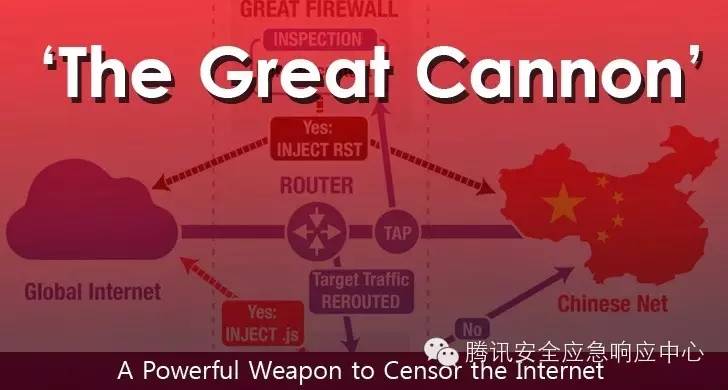 GREAT FIREWALL
INSPECTION
'The Great Cannon'
Yes:
INJECT RST
ROUTER
TAP
Global Internet
Target Traffic
REROUTED
Chinese Net
Yes:
INJECT .js
No
腾讯安全应急响应中心
A Powerful Weapon to Censor the Internet